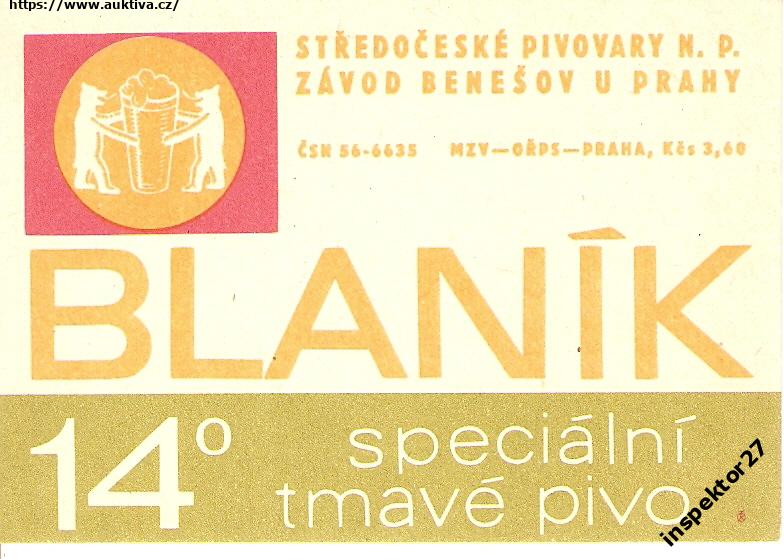 https://www.auktiva.cz/
STŘEDOČESKÉ PIVOVARY N. P.
ZÁVOD BENEŠOV U PRAHY
ČSN 56-6635 MZV—OŘPS—PRAHA, Kčs 3,60
BLANÍK
14°
speciální
tmavé pivo
inspektor27